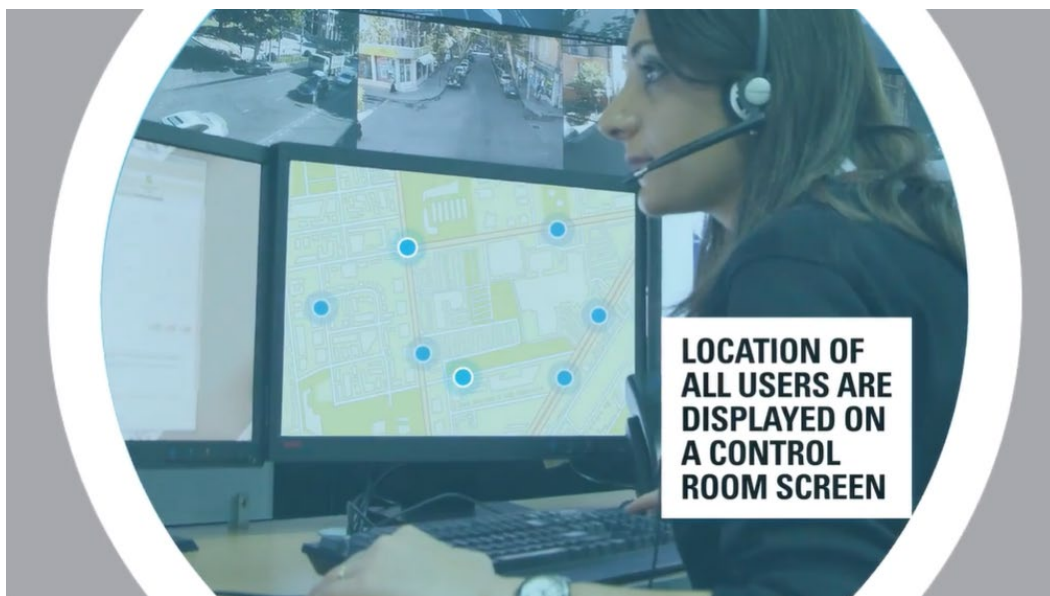 LOCATION OF
ALL USERS ARE
DISPLAYED ON
A CONTROL
ROOM SCREEN